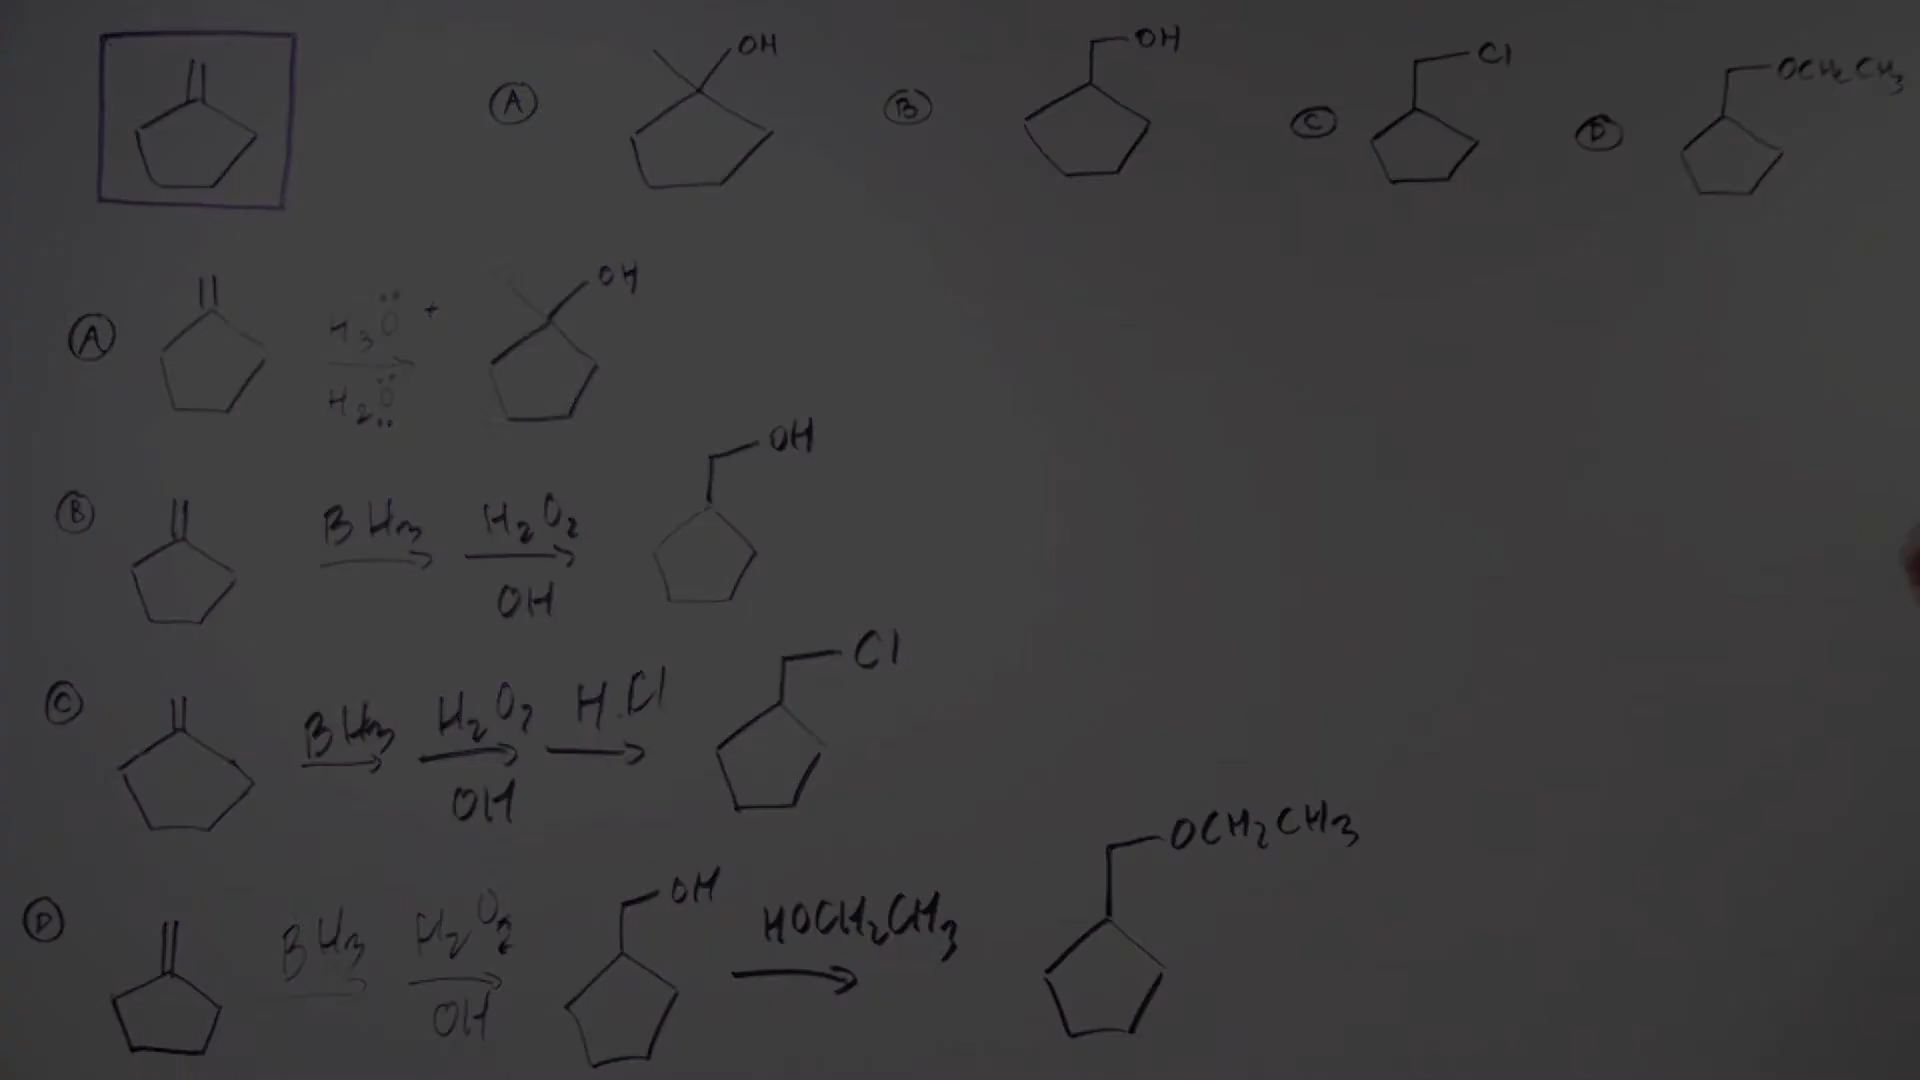 A OH B OH C Cl D OCH2CH3
A H3O + H2O OH
B BH3 H2O2 OH OH
C BH3 H2O2 OH H.Cl Cl
D BH3 H2O2 OH OH HOCH2CH3 OCH2CH3